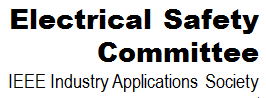 Electrical Safety
Committee
IEEE Industry Applications Society